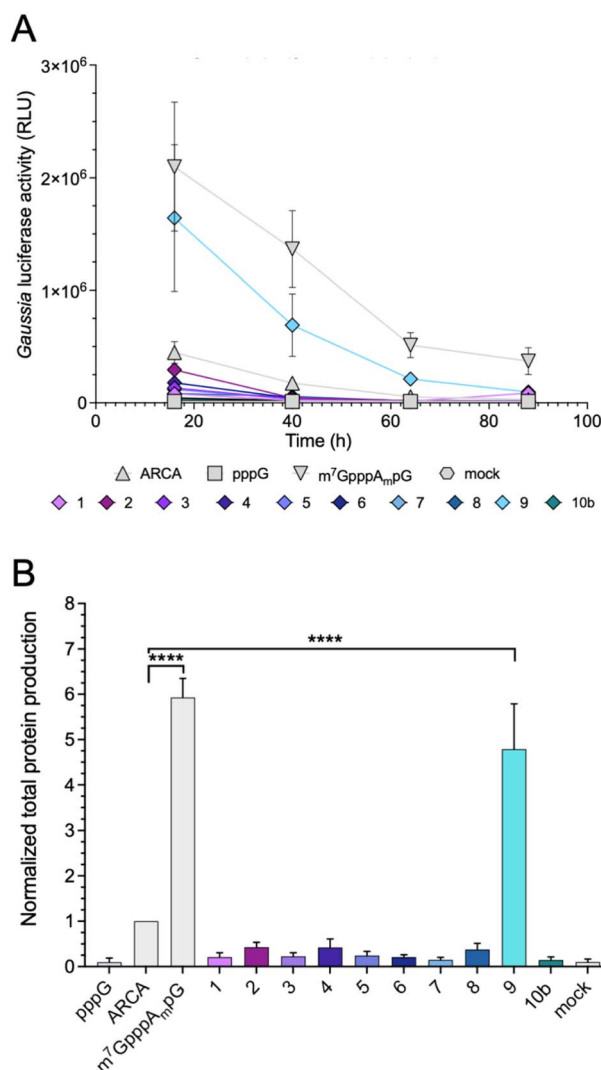 A
3×10⁶
2×10⁶
1×10⁶
0
Gaussia luciferase activity (RLU)
0 20 40 60 80 100
Time (h)
ARCA pppG m⁷GpppAₘpG mock
1 2 3 4 5 6 7 8 9 10b
B
8
7
6
5
4
3
2
1
0
Normalized total protein production
****
****
pppG ARCA m⁷GpppAₘpG 1 2 3 4 5 6 7 8 9 10b mock